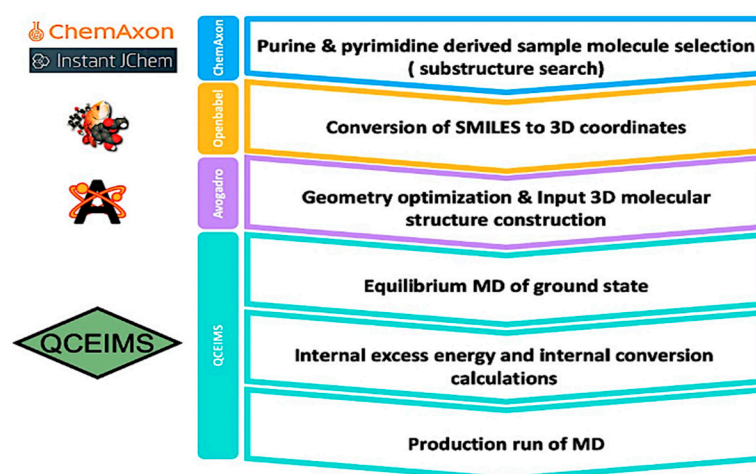 ChemAxon
Instant JChem
ChemAxon
Purine & pyrimidine derived sample molecule selection
( substructure search)
Openbabel
Conversion of SMILES to 3D coordinates
A
Avogadro
Geometry optimization & Input 3D molecular
structure construction
QCEIMS
QCEIMS
Equilibrium MD of ground state
Internal excess energy and internal conversion
calculations
Production run of MD